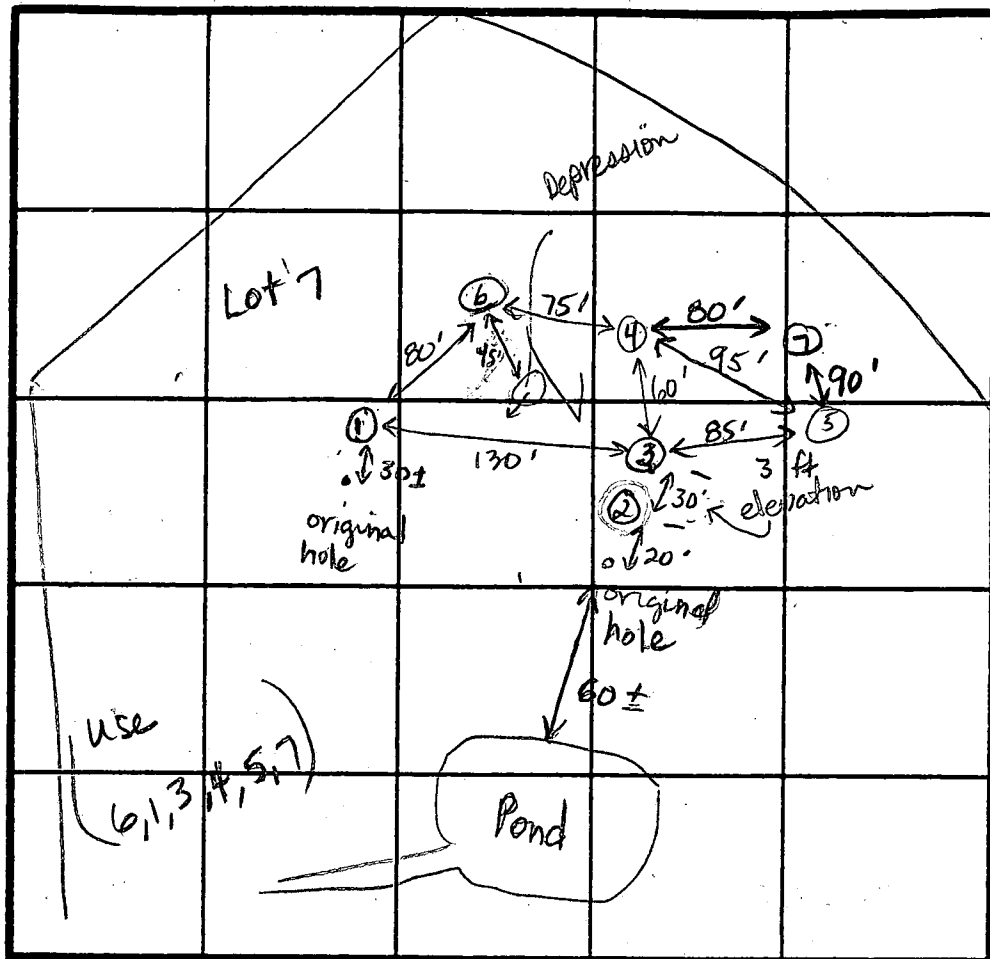 Depression
Lot 7
6
75'
4
80'
7
80'
45'
95'
60'
90'
1
130'
3
85'
5
30±
3 ft
elevation
30'
2
original
hole
20'
original
hole
60 ±
Use
(6,1,3,4,5,7)
Pond